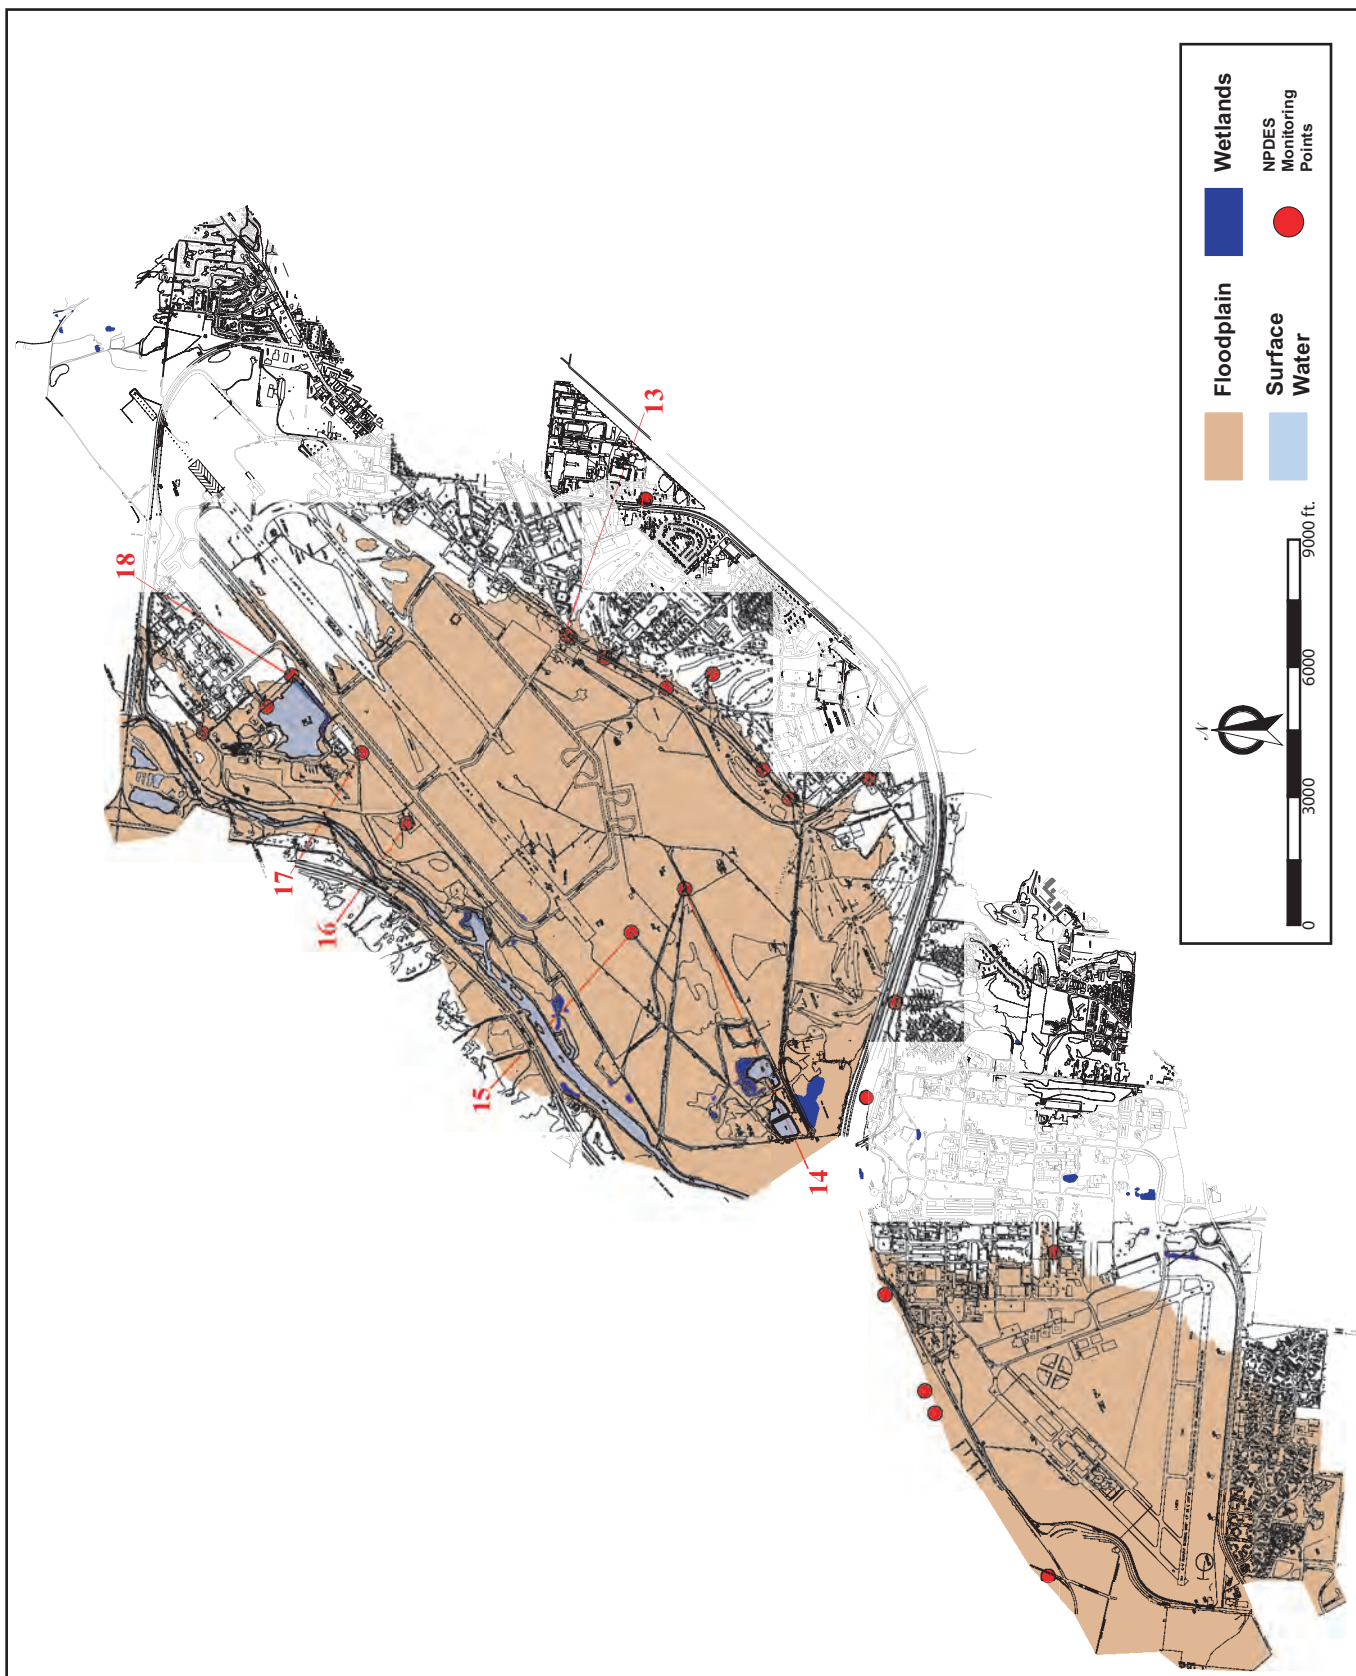 18
13
17
16
15
14
Floodplain
Wetlands
Surface
Water
NPDES
Monitoring
Points
N
0
3000
6000
9000 ft.